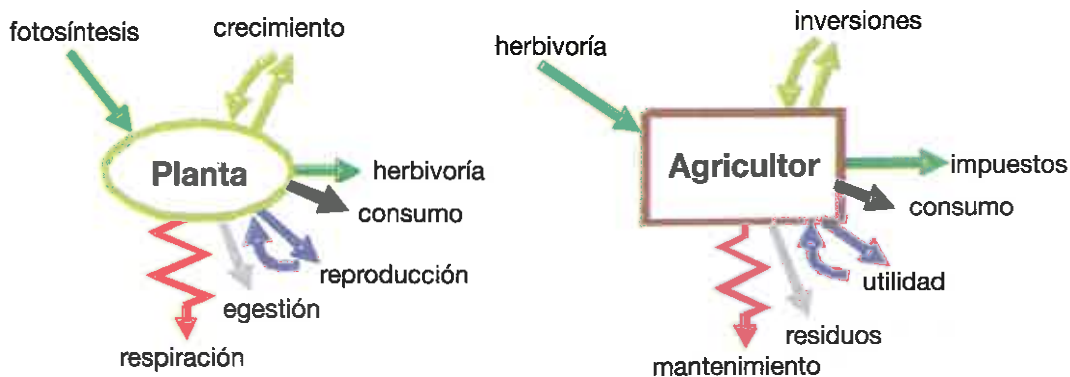 fotosíntesis
crecimiento
Planta
herbivoría
consumo
reproducción
egestión
respiración
herbivoría
inversiones
Agricultor
impuestos
consumo
utilidad
residuos
mantenimiento